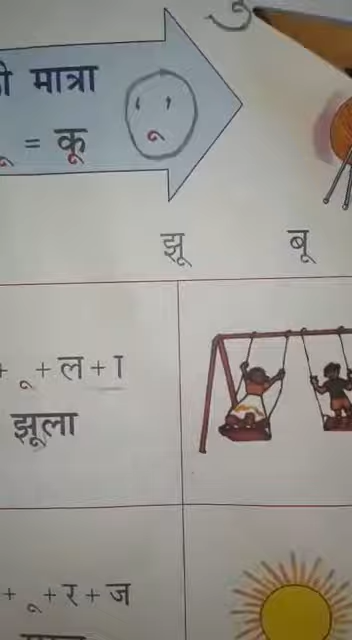 ी मात्रा
ू = कू
झू बू
+ ू + ल + ा
झूला
+ ू + र + ज